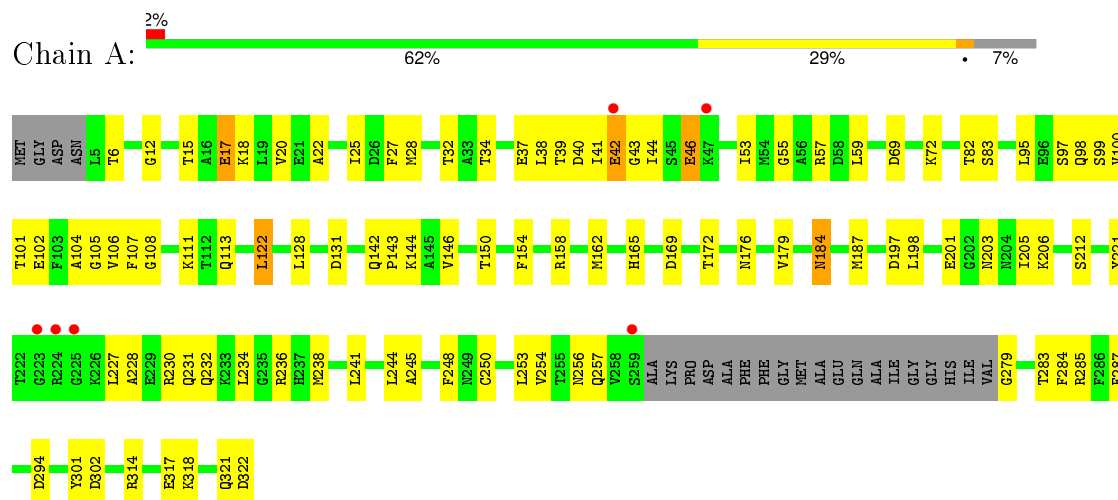 2%
Chain A:
62% 29% • 7%
MET GLY ASP ASN L5 T6 G12 T15 A16 E17 K18 L19 V20 E21 A22 I25 D26 F27 M28 T32 A33 T34 E37 L38 T39 D40 I41 E42 G43 I44 S45 E46 K47 I53 M54 G55 A56 R57 D58 L59 D69 K72 T82 S83 L95 E96 S97 Q98 S99 V100
T101 E102 F103 A104 G105 V106 F107 G108 K111 T112 Q113 L122 L128 D131 Q142 P143 K144 A145 V146 T150 F154 R158 M162 H165 D169 T172 N176 V179 N184 M187 D197 L198 E201 G202 N203 N204 I205 K206 S212 Y221
T222 G223 R224 G225 K226 L227 A228 E229 R230 Q231 Q232 K233 L234 G235 R236 H237 M238 L241 L244 A245 F248 N249 C250 L253 V254 T255 N256 Q257 V258 S259 ALA LYS PRO ASP ALA PHE PHE GLY MET ALA GLU GLN ALA ILE GLY GLY HIS ILE VAL G279 T283 F284 R285 F286
D294 Y301 D302 R314 E317 K318 Q321 D322